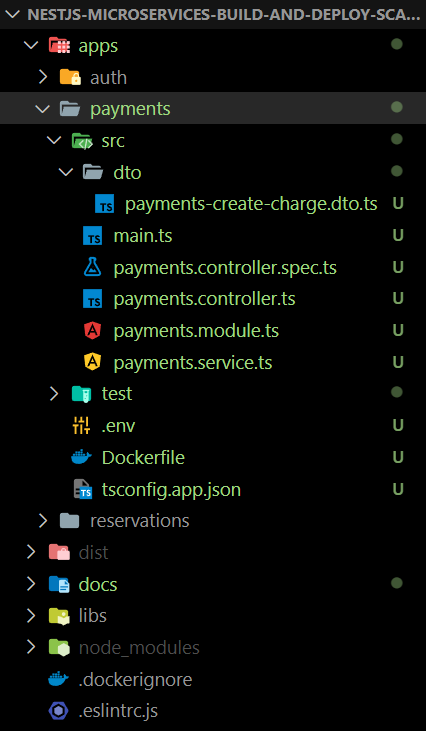 NESTJS-MICROSERVICES-BUILD-AND-DEPLOY-SCA...
apps
auth
payments
src
dto
payments-create-charge.dto.ts U
main.ts U
payments.controller.spec.ts U
payments.controller.ts U
payments.module.ts U
payments.service.ts U
test
.env U
Dockerfile U
tsconfig.app.json U
reservations
dist
docs
libs
node_modules
.dockerignore
.eslintrc.js